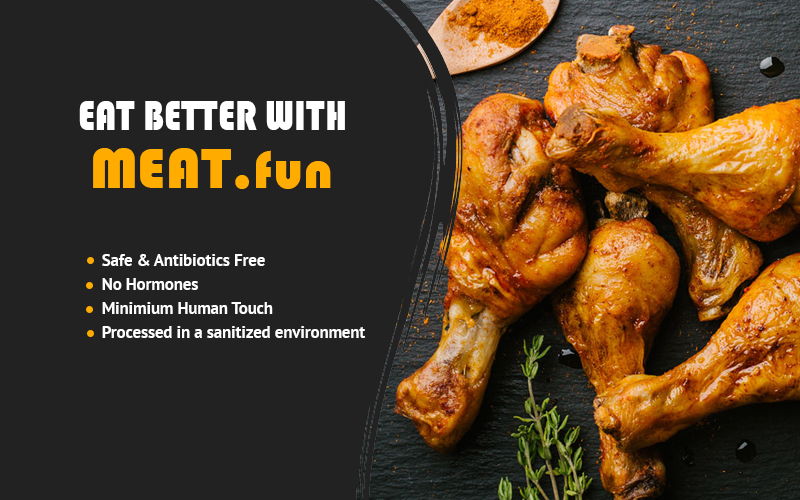 EAT BETTER WITH
MEAT.fun
• Safe & Antibiotics Free
• No Hormones
• Minimium Human Touch
• Processed in a sanitized environment